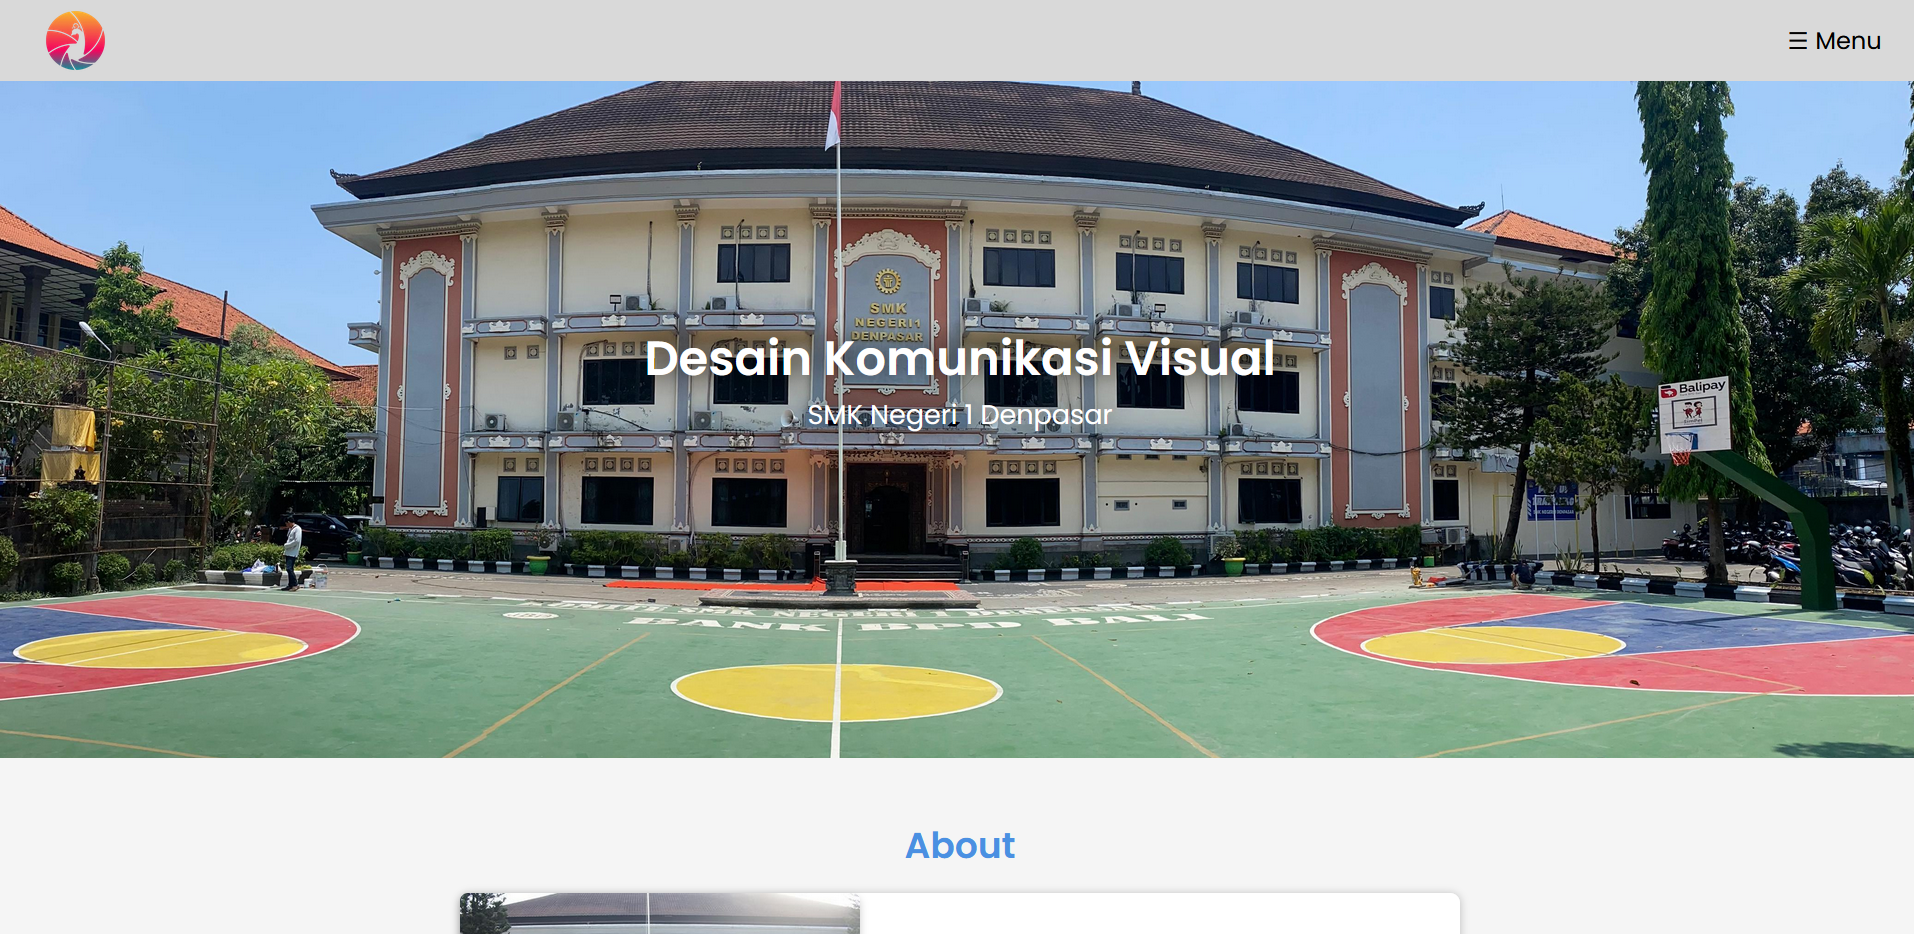 ☰ Menu
SMK
NEGERI 1
DENPASAR
Desain Komunikasi Visual
SMK Negeri 1 Denpasar
Balipay
BANK BPD BALI
About